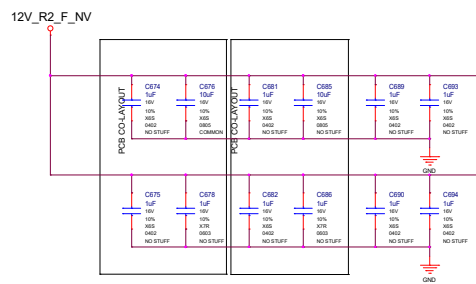 12V_R2_F_NV
PCB CO-LAYOUT
C674
1uF
16V
10%
X6S
0402
NO STUFF
C676
10uF
16V
10%
X6S
0805
COMMON
PCB CO-LAYOUT
C681
1uF
16V
10%
X6S
0402
NO STUFF
C685
10uF
16V
10%
X6S
0805
NO STUFF
C689
1uF
16V
10%
X6S
0402
NO STUFF
C693
1uF
16V
10%
X6S
0402
NO STUFF
GND
C675
1uF
16V
10%
X6S
0402
NO STUFF
C678
1uF
16V
10%
X7R
0603
NO STUFF
C682
1uF
16V
10%
X6S
0402
NO STUFF
C686
1uF
16V
10%
X7R
0603
NO STUFF
C690
1uF
16V
10%
X6S
0402
NO STUFF
C694
1uF
16V
10%
X6S
0402
NO STUFF
GND